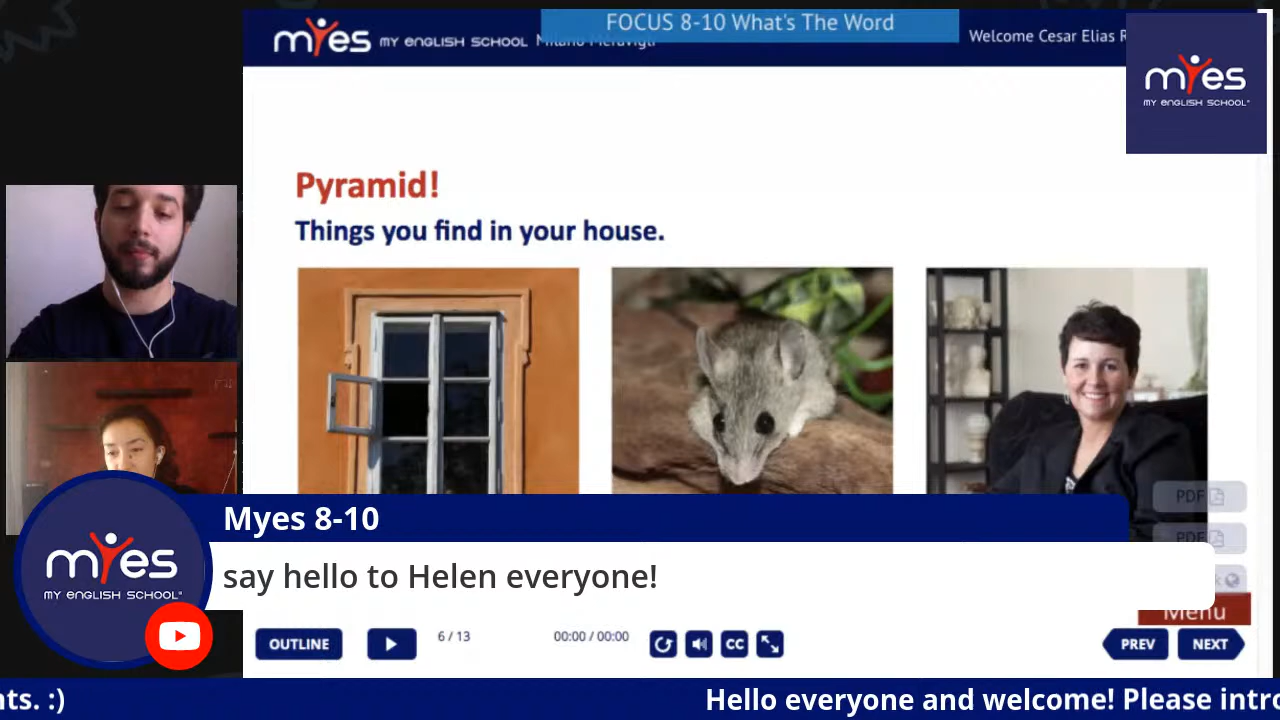 FOCUS 8-10 What's The Word
myes MY ENGLISH SCHOOL
Welcome Cesar Elias R
myes
MY ENGLISH SCHOOL
Pyramid!
Things you find in your house.
PDF
PDF
Myes 8-10
say hello to Helen everyone!
myes
MY ENGLISH SCHOOL
Menu
OUTLINE
6 / 13
00:00 / 00:00
CC
PREV
NEXT
nts. :)
Hello everyone and welcome! Please intro